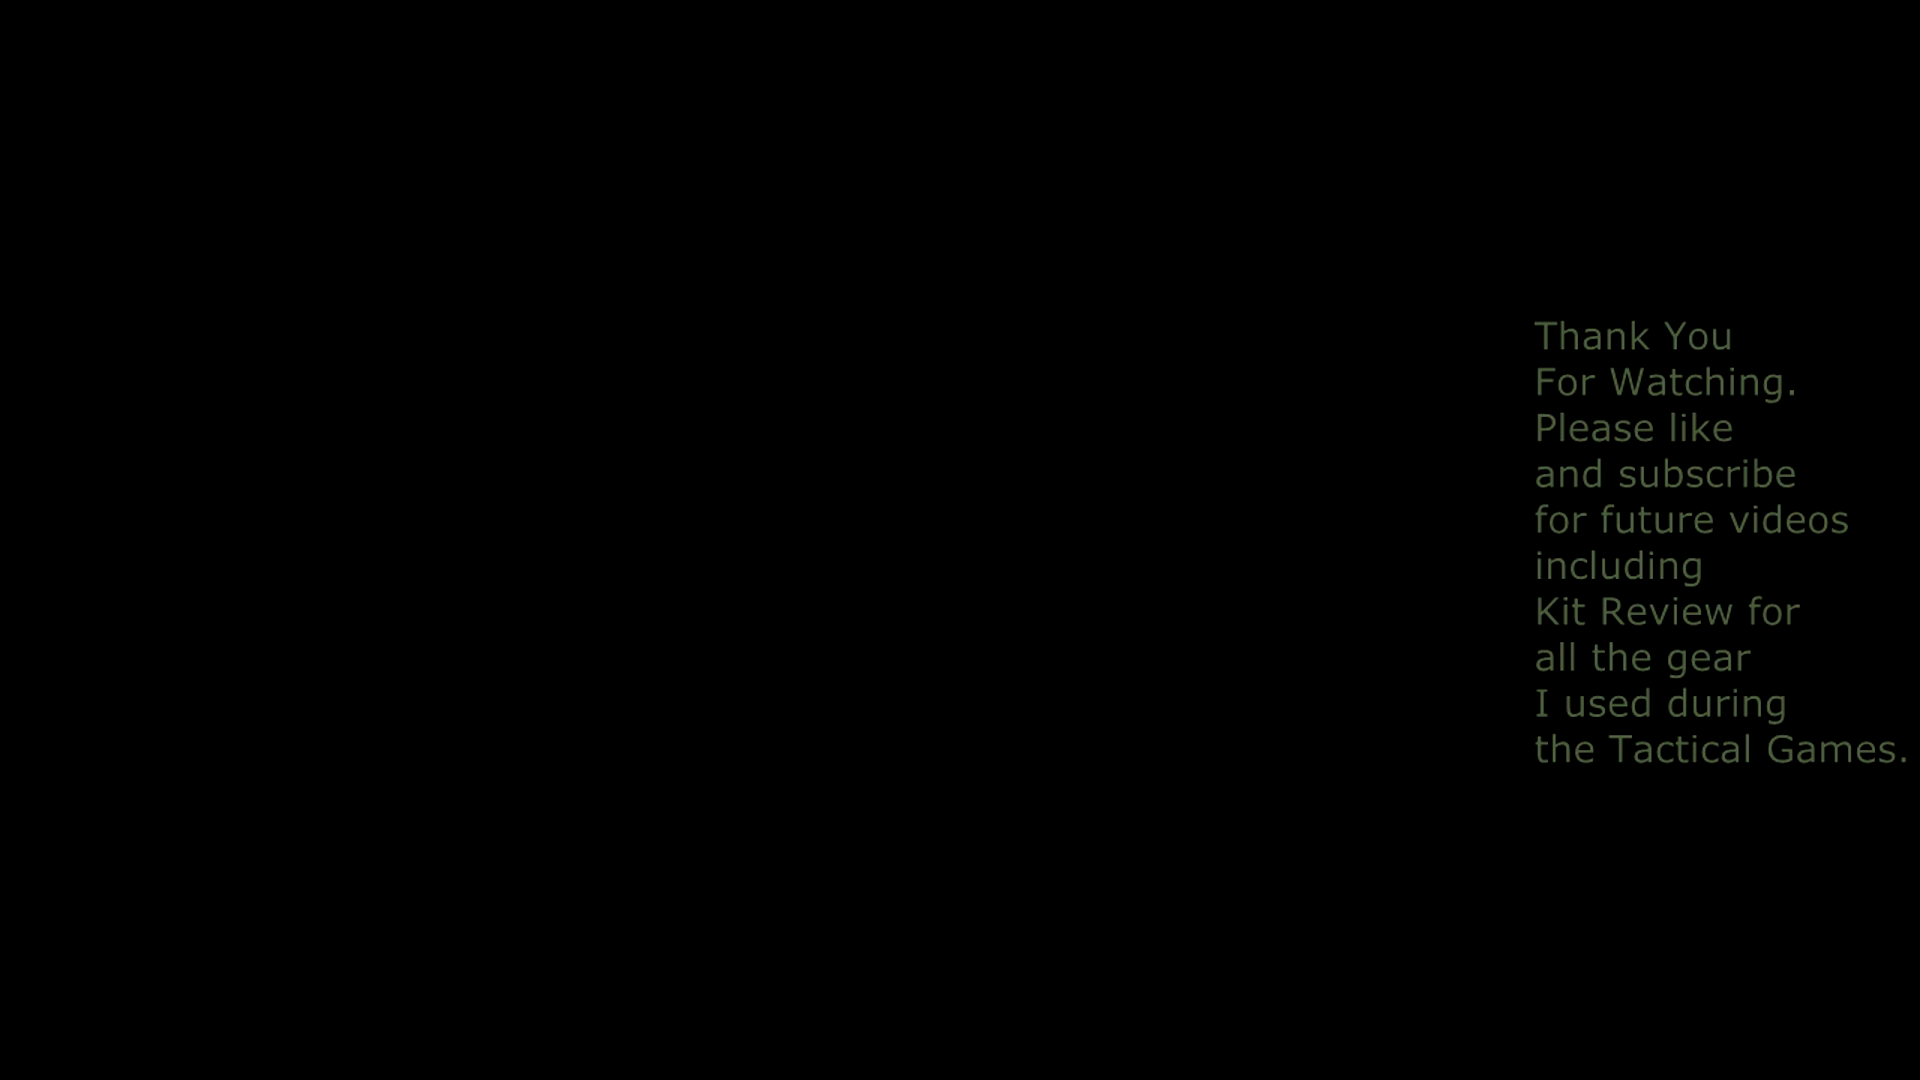 Thank You
For Watching.
Please like
and subscribe
for future videos
including
Kit Review for
all the gear
I used during
the Tactical Games.